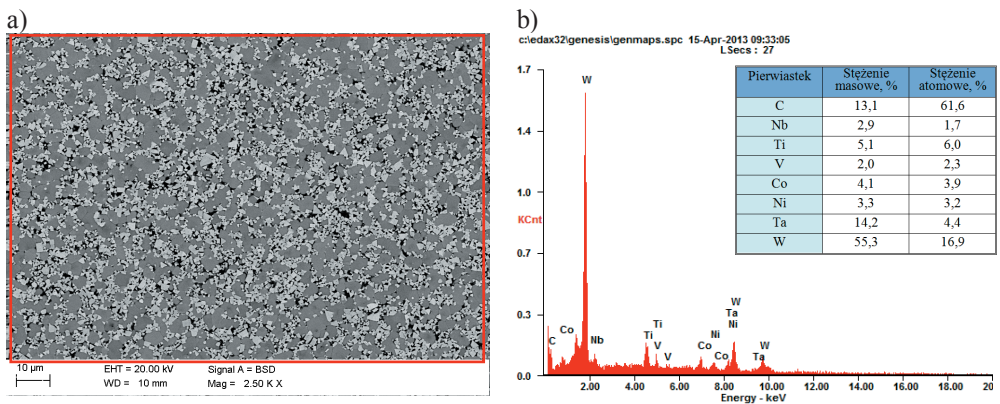 a)
10 µm
EHT = 20.00 kV
Signal A = BSD
WD = 10 mm
Mag = 2.50 K X
b)
c:\edax32\genesis\genmaps.spc 15-Apr-2013 09:33:05
LSecs : 27
1.7
1.4
1.0
0.7
0.3
0.0
KCnt
W
C
Co
Nb
Ti
Ti
V
V
Co
Ni
Co
W
Ta
Ni
Ta
W
2.00 4.00 6.00 8.00 10.00 12.00 14.00 16.00 18.00 20
Energy - keV
Pierwiastek Stężenie masowe, % Stężenie atomowe, %
C 13,1 61,6
Nb 2,9 1,7
Ti 5,1 6,0
V 2,0 2,3
Co 4,1 3,9
Ni 3,3 3,2
Ta 14,2 4,4
W 55,3 16,9